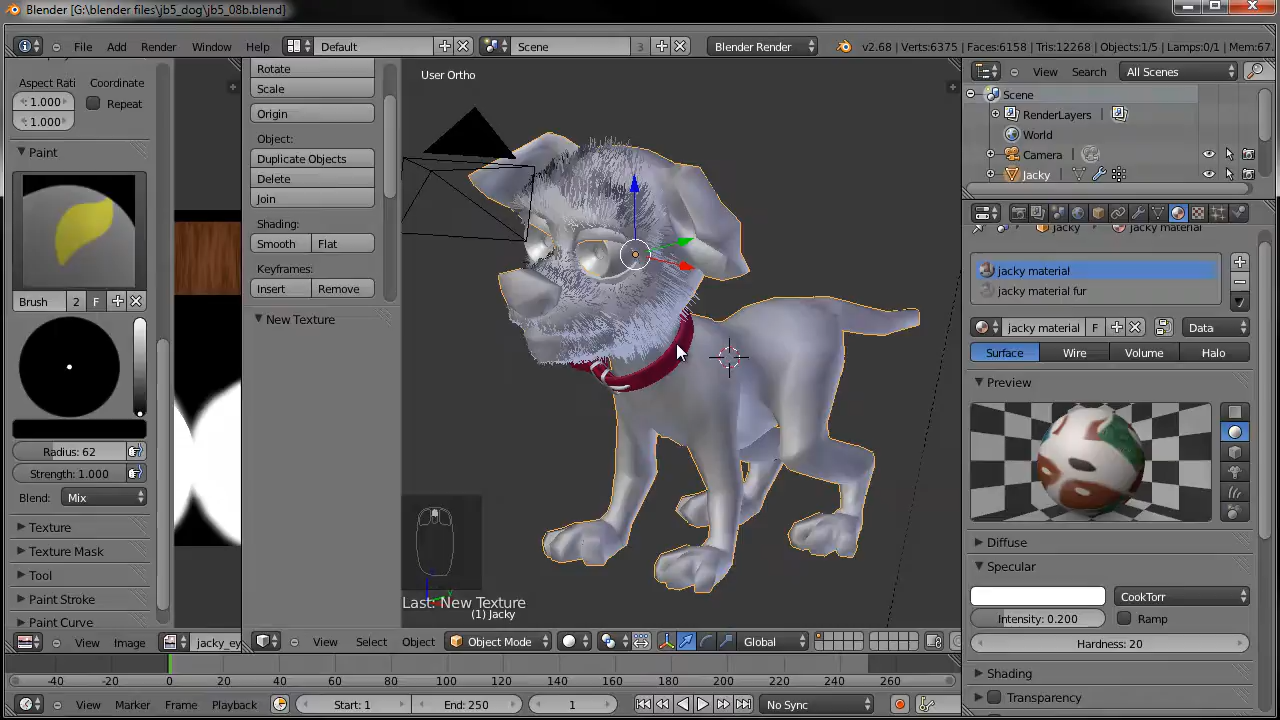 Blender [G:\blender files\jb5_dog\jb5_08b.blend]
File Add Render Window Help Default Scene 3 Blender Render v2.68 | Verts:6375 | Faces:6158 | Tris:12268 | Objects:1/5 | Lamps:0/1 | Mem:67.
Aspect Rati Coordinate
1.000 Repeat
1.000
Paint
Brush 2 F
Radius: 62
Strength: 1.000
Blend: Mix
Texture
Texture Mask
Tool
Paint Stroke
Paint Curve
View Image jacky_ey
Rotate
Scale
Origin
Object:
Duplicate Objects
Delete
Join
Shading:
Smooth Flat
Keyframes:
Insert Remove
New Texture
User Ortho
Last: New Texture
(1) Jacky
View Select Object Object Mode Global
View Search All Scenes
Scene
RenderLayers
World
Camera
Jacky
Jacky jacky material
jacky material
jacky material fur
jacky material F Data
Surface Wire Volume Halo
Preview
Diffuse
Specular
CookTorr
Intensity: 0.200 Ramp
Hardness: 20
Shading
Transparency
-40 -20 0 20 40 60 80 100 120 140 160 180 200 220 240 260
View Marker Frame Playback Start: 1 End: 250 1 No Sync